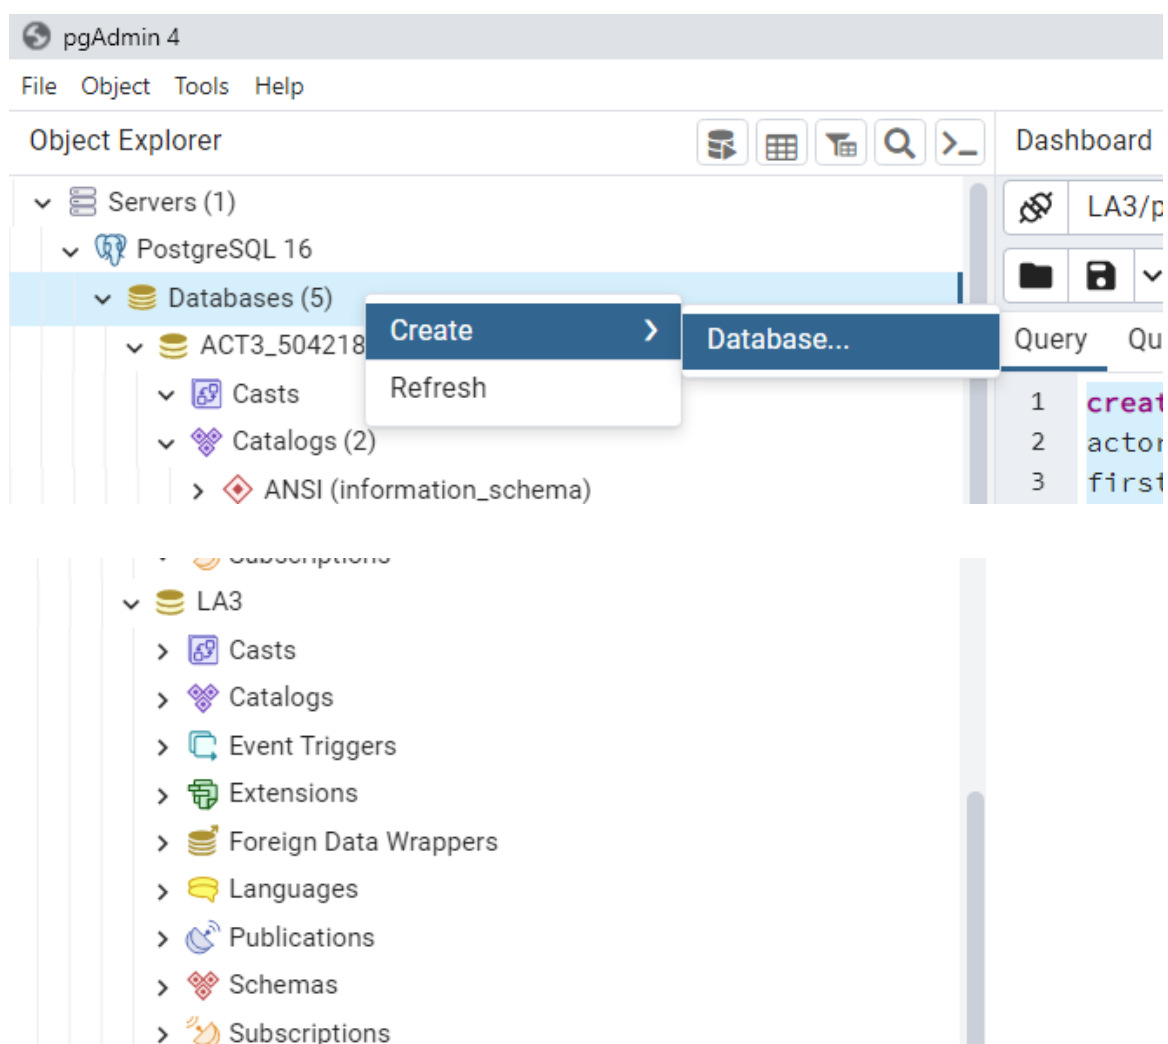 pgAdmin 4
File Object Tools Help
Object Explorer
Dashboard
Servers (1)
LA3/p
PostgreSQL 16
Databases (5)
Create
Database...
ACT3_504218
Query Qu
Refresh
Casts
1 creat
Catalogs (2)
2 actor
3 first
ANSI (information_schema)
Subscriptions
LA3
Casts
Catalogs
Event Triggers
Extensions
Foreign Data Wrappers
Languages
Publications
Schemas
Subscriptions